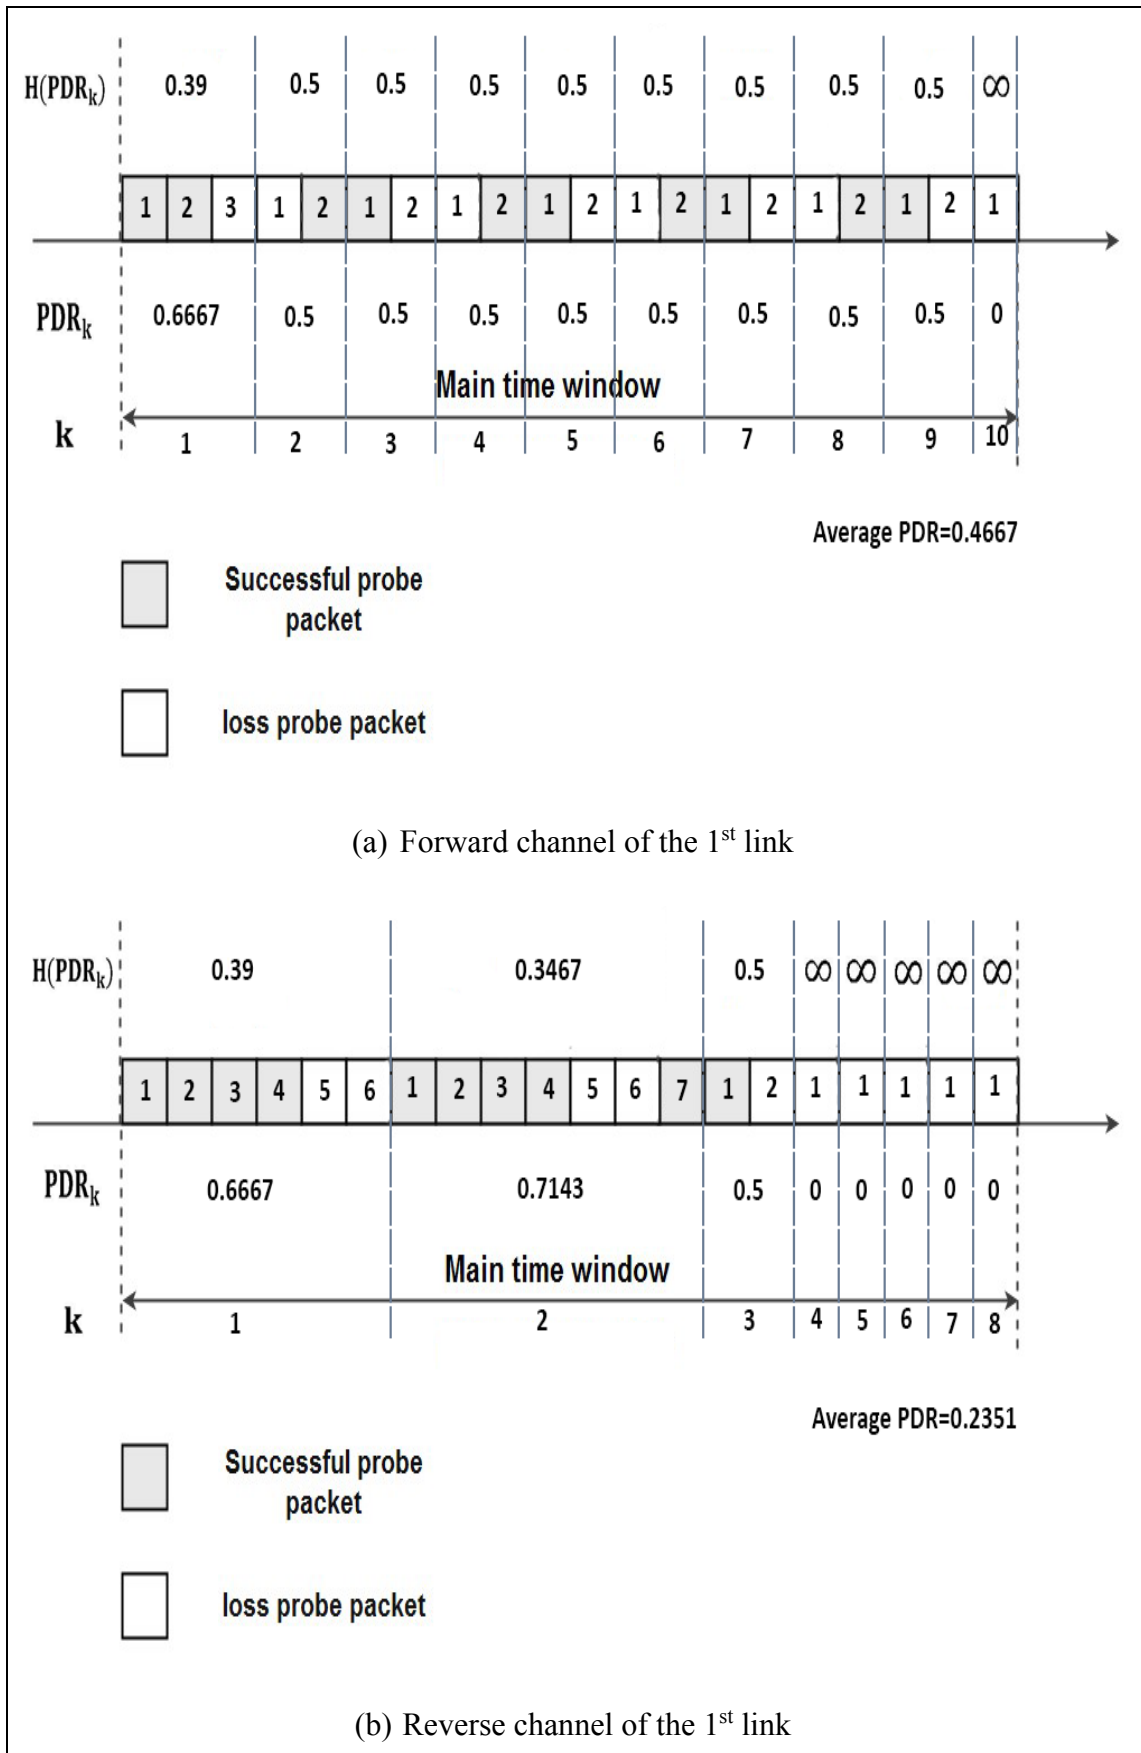 H(PDRk) 0.39 0.5 0.5 0.5 0.5 0.5 0.5 0.5 0.5 ∞
1 2 3 1 2 1 2 1 2 1 2 1 2 1 2 1 2 1 2 1
PDRk 0.6667 0.5 0.5 0.5 0.5 0.5 0.5 0.5 0.5 0
Main time window
k 1 2 3 4 5 6 7 8 9 10
Average PDR=0.4667
Successful probe
packet
loss probe packet
(a) Forward channel of the 1st link
H(PDRk) 0.39 0.3467 0.5 ∞ ∞ ∞ ∞ ∞
1 2 3 4 5 6 1 2 3 4 5 6 7 1 2 1 1 1 1 1
PDRk 0.6667 0.7143 0.5 0 0 0 0 0
Main time window
k 1 2 3 4 5 6 7 8
Average PDR=0.2351
Successful probe
packet
loss probe packet
(b) Reverse channel of the 1st link